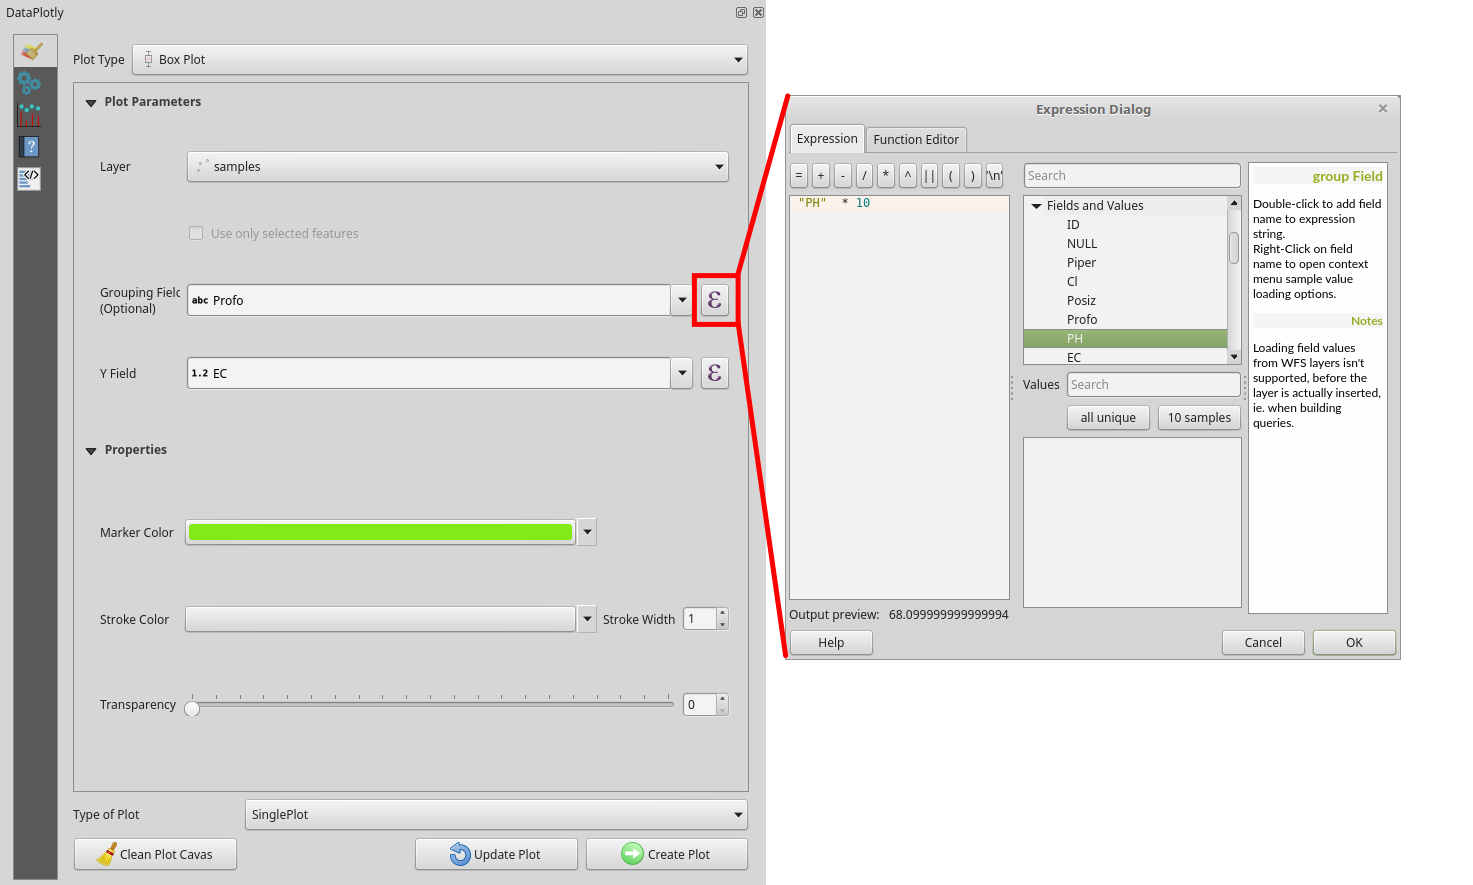 DataPlotly
Plot Type
Box Plot
Plot Parameters
Layer
samples
Use only selected features
Grouping Field
(Optional)
abc Profo
ε
Y Field
1.2 EC
ε
Properties
Marker Color
Stroke Color
Stroke Width
1
Transparency
0
Type of Plot
SinglePlot
Clean Plot Cavas
Update Plot
Create Plot
Expression Dialog
Expression
Function Editor
= + - / * ^ || ( ) '\n'
"PH" * 10
Output preview: 68.099999999999994
Help
Search
Fields and Values
ID
NULL
Piper
Cl
Posiz
Profo
PH
EC
Values
Search
all unique
10 samples
group Field
Double-click to add field
name to expression
string.
Right-Click on field
name to open context
menu sample value
loading options.
Notes
Loading field values
from WFS layers isn't
supported, before the
layer is actually inserted,
ie. when building
queries.
Cancel
OK